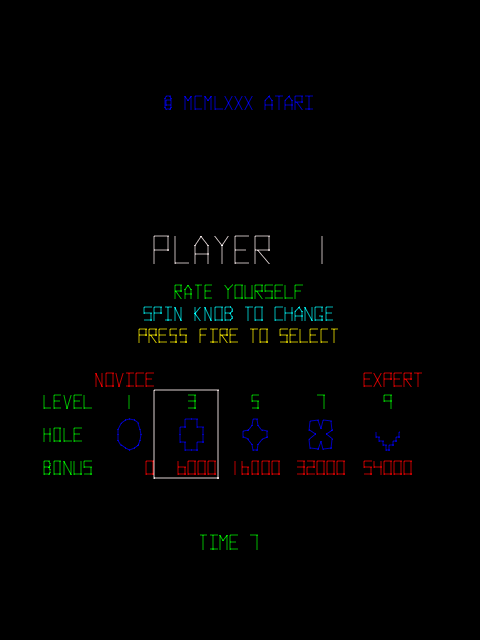 © MCMLXXX ATARI
PLAYER 1
RATE YOURSELF
SPIN KNOB TO CHANGE
PRESS FIRE TO SELECT
NOVICE EXPERT
LEVEL 1 3 5 7 9
HOLE
BONUS 0 6000 16000 32000 54000
TIME 7